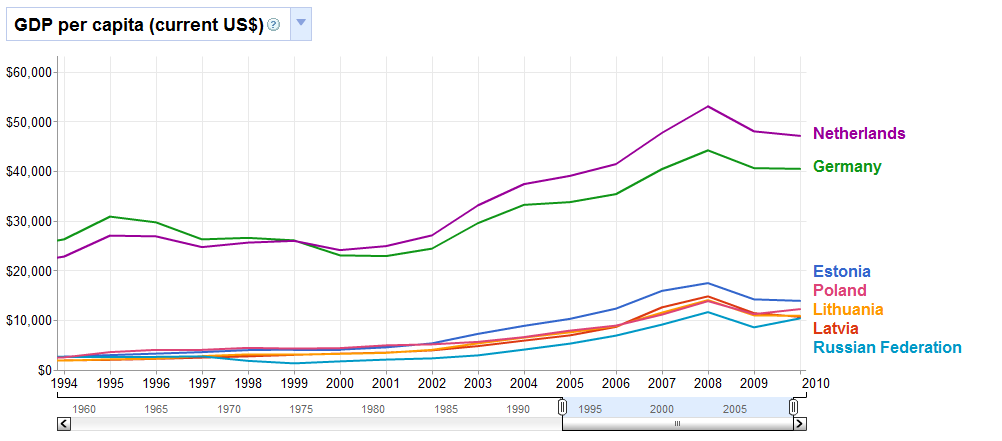 GDP per capita (current US$) ?
$60,000
$50,000
$40,000
$30,000
$20,000
$10,000
$0
Netherlands
Germany
Estonia
Poland
Lithuania
Latvia
Russian Federation
1994 1995 1996 1997 1998 1999 2000 2001 2002 2003 2004 2005 2006 2007 2008 2009 2010
1960 1965 1970 1975 1980 1985 1990 1995 2000 2005